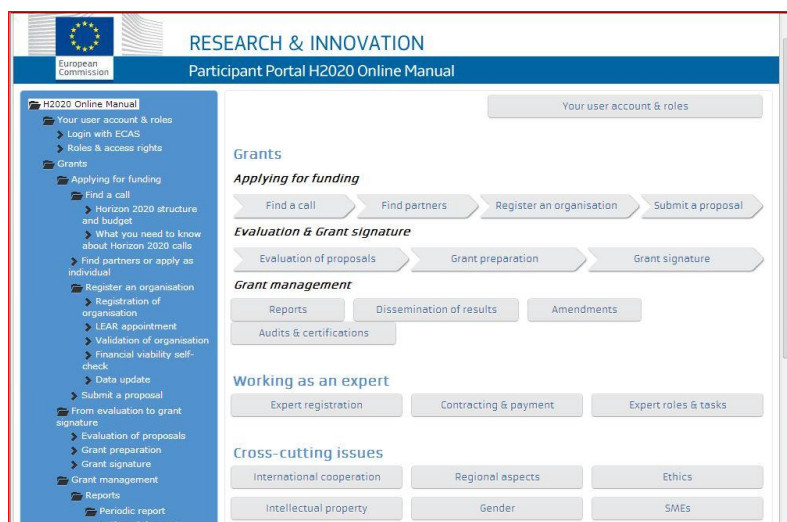 European
Commission
RESEARCH & INNOVATION
Participant Portal H2020 Online Manual
H2020 Online Manual
Your user account & roles
Login with ECAS
Roles & access rights
Grants
Applying for funding
Find a call
Horizon 2020 structure
and budget
What you need to know
about Horizon 2020 calls
Find partners or apply as
individual
Register an organisation
Registration of
organisation
LEAR appointment
Validation of organisation
Financial viability self-
check
Data update
Submit a proposal
From evaluation to grant
signature
Evaluation of proposals
Grant preparation
Grant signature
Grant management
Reports
Periodic report
Your user account & roles
Grants
Applying for funding
Find a call Find partners Register an organisation Submit a proposal
Evaluation & Grant signature
Evaluation of proposals Grant preparation Grant signature
Grant management
Reports Dissemination of results Amendments
Audits & certifications
Working as an expert
Expert registration Contracting & payment Expert roles & tasks
Cross-cutting issues
International cooperation Regional aspects Ethics
Intellectual property Gender SMEs